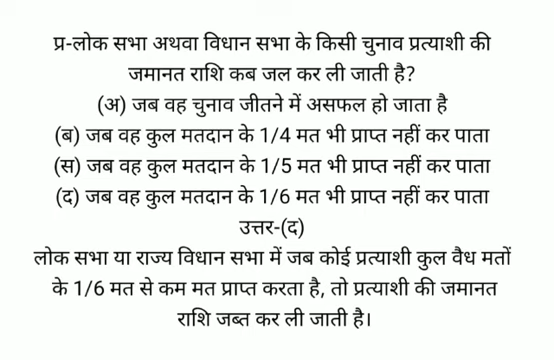 प्र-लोक सभा अथवा विधान सभा के किसी चुनाव प्रत्याशी की
जमानत राशि कब जल कर ली जाती है?
(अ) जब वह चुनाव जीतने में असफल हो जाता है
(ब) जब वह कुल मतदान के 1/4 मत भी प्राप्त नहीं कर पाता
(स) जब वह कुल मतदान के 1/5 मत भी प्राप्त नहीं कर पाता
(द) जब वह कुल मतदान के 1/6 मत भी प्राप्त नहीं कर पाता
उत्तर-(द)
लोक सभा या राज्य विधान सभा में जब कोई प्रत्याशी कुल वैध मतों
के 1/6 मत से कम मत प्राप्त करता है, तो प्रत्याशी की जमानत
राशि जब्त कर ली जाती है।